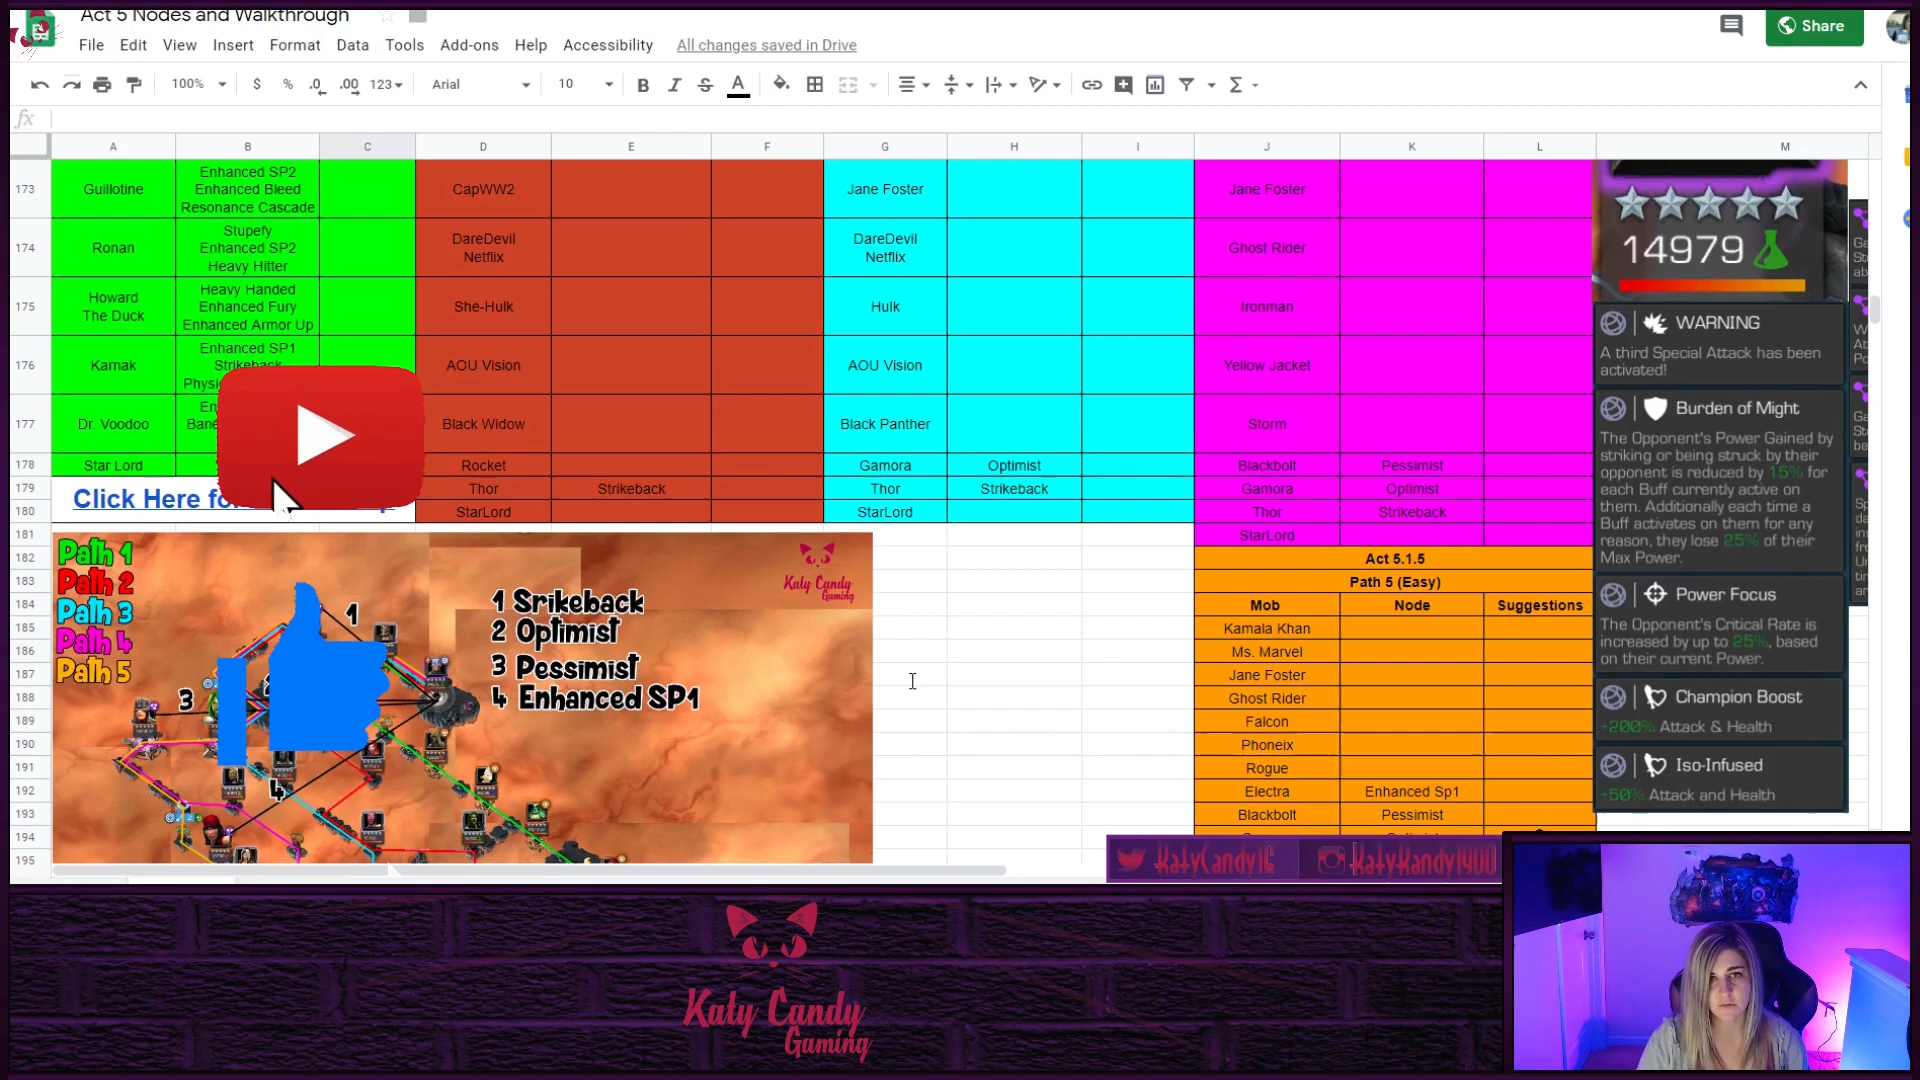 Act 5 Nodes and Walkthrough
File Edit View Insert Format Data Tools Add-ons Help Accessibility All changes saved in Drive
Share
100% $ % .0 .00 123 Arial 10 B I S A
fx
A B C D E F G H I J K L M
173 Guillotine
Enhanced SP2
Enhanced Bleed
Resonance Cascade
CapWW2 Jane Foster Jane Foster
174 Ronan
Stupefy
Enhanced SP2
Heavy Hitter
DareDevil
Netflix
DareDevil
Netflix
Ghost Rider
175
Howard
The Duck
Heavy Handed
Enhanced Fury
Enhanced Armor Up
She-Hulk Hulk Ironman
176 Karnak
Enhanced SP1
Strikeback
AOU Vision AOU Vision Yellow Jacket
177 Dr. Voodoo
Black Widow Black Panther Storm
178 Star Lord Rocket Gamora Optimist Blackbolt Pessimist
179 Thor Strikeback Thor Strikeback Gamora Optimist
180 StarLord StarLord Thor Strikeback
Click Here
181 StarLord
182 Act 5.1.5
183 Path 5 (Easy)
184 Mob Node Suggestions
185 Kamala Khan
186 Ms. Marvel
187 Jane Foster
188 Ghost Rider
189 Falcon
190 Phoneix
191 Rogue
192 Electra Enhanced Sp1
193 Blackbolt Pessimist
194
195
Path 1
Path 2
Path 3
Path 4
Path 5
1
3
4
1 Srikeback
2 Optimist
3 Pessimist
4 Enhanced SP1
Katy Candy
Gaming
14979
WARNING
A third Special Attack has been
activated!
Burden of Might
The Opponent's Power Gained by
striking or being struck by their
opponent is reduced by 15% for
each Buff currently active on
them. Additionally each time a
Buff activates on them for any
reason, they lose 25% of their
Max Power.
Power Focus
The Opponent's Critical Rate is
increased by up to 25%, based
on their current Power.
Champion Boost
+200% Attack & Health
Iso-Infused
+50% Attack and Health
KatyKandy1900
Katy Candy
Gaming